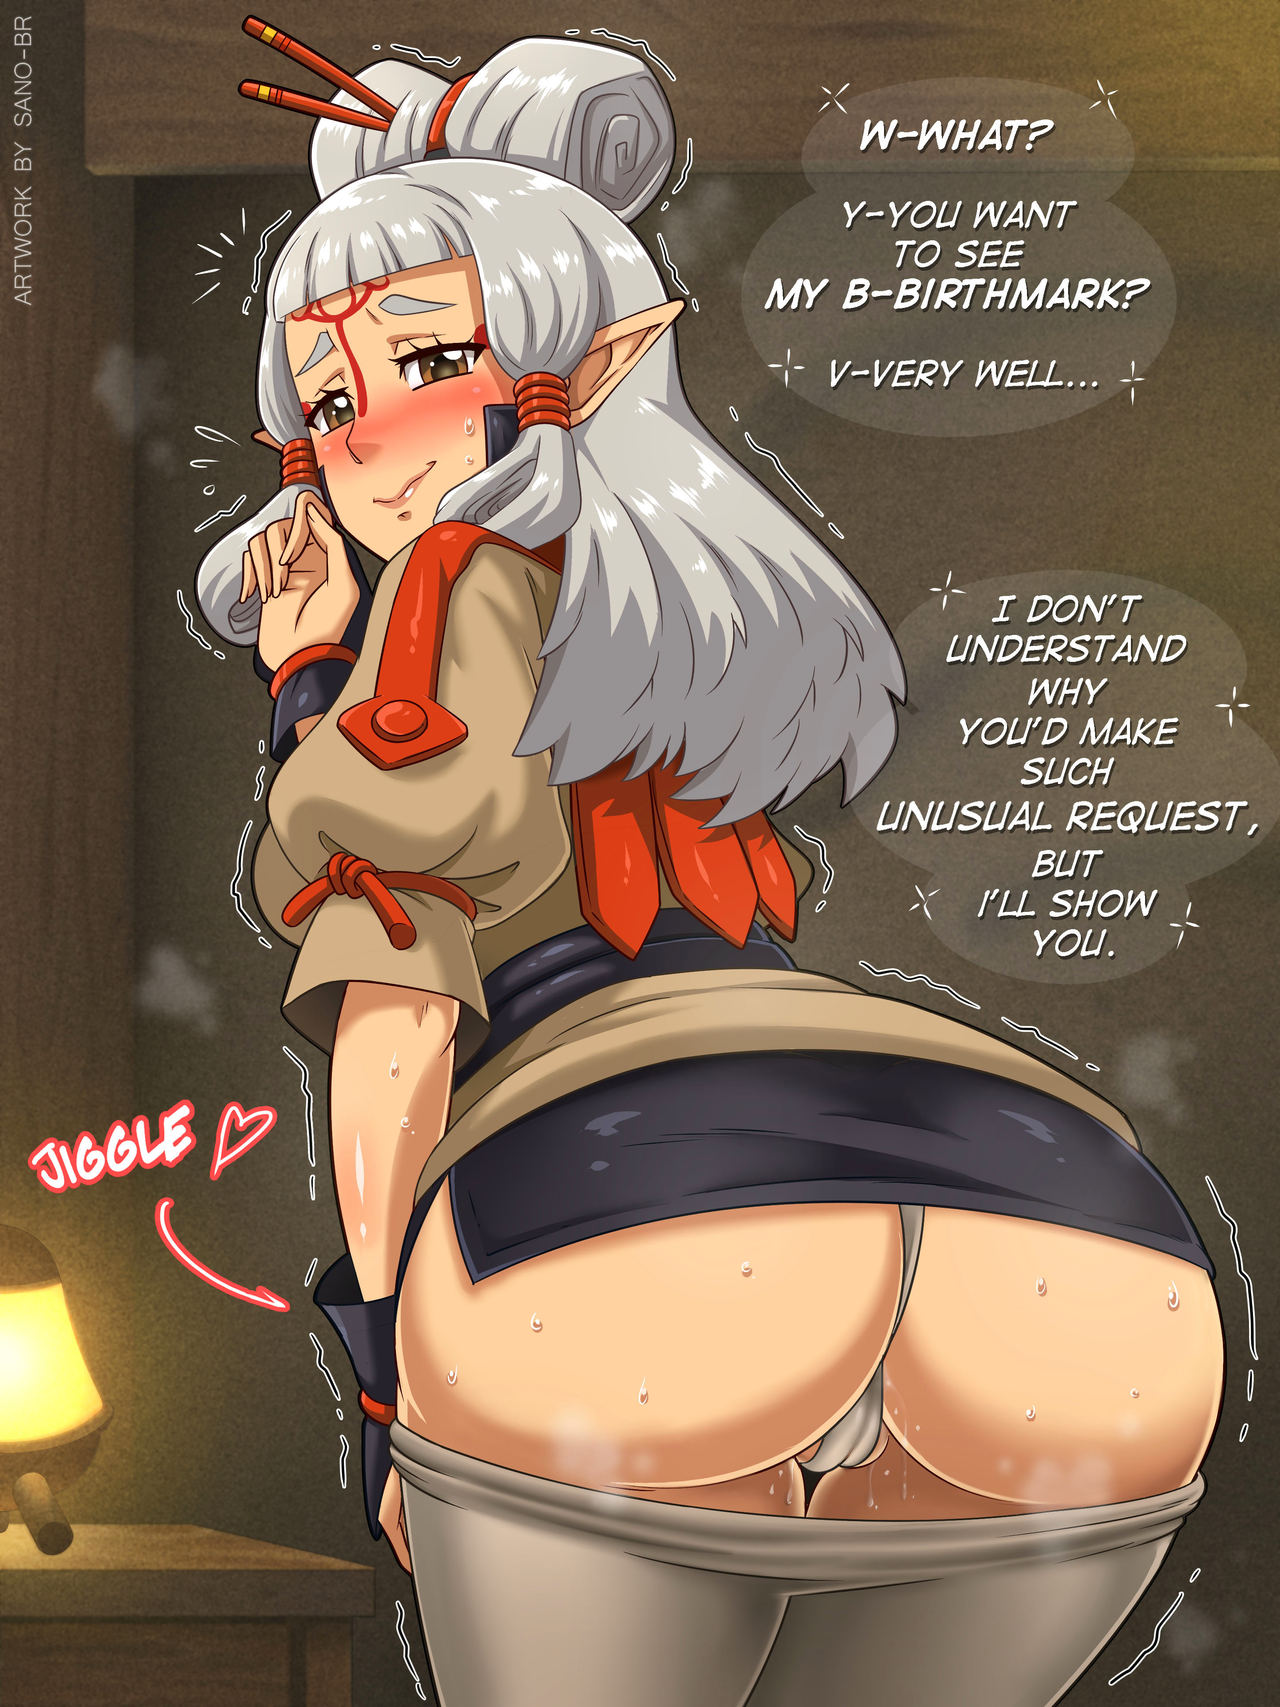 ARTWORK BY SANO-BR
W-WHAT?
Y-YOU WANT
TO SEE
MY B-BIRTHMARK?
V-VERY WELL...
I DON'T
UNDERSTAND
WHY
YOU'D MAKE
SUCH
UNUSUAL REQUEST,
BUT
I'LL SHOW
YOU.
JIGGLE